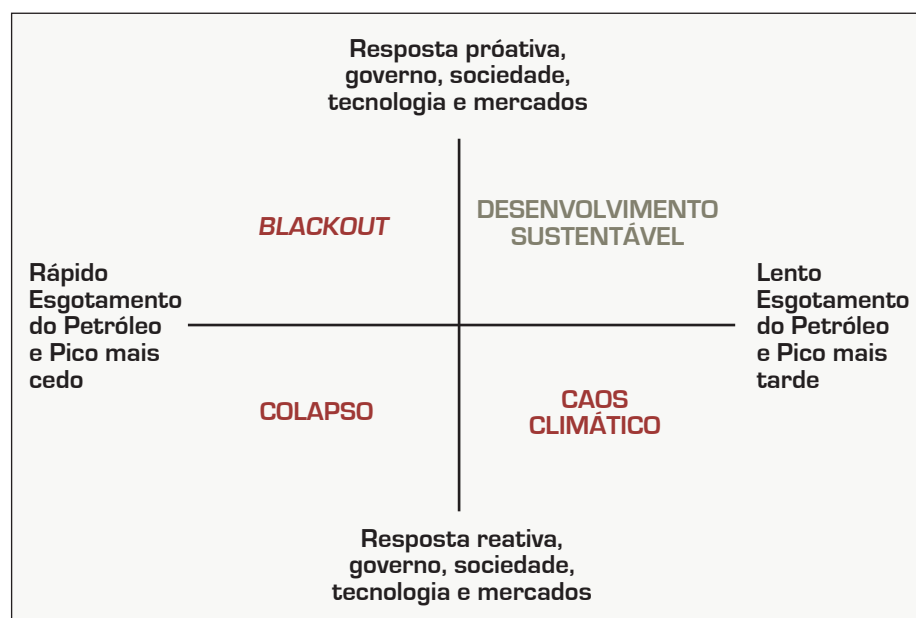 Resposta próativa,
governo, sociedade,
tecnologia e mercados
BLACKOUT
DESENVOLVIMENTO
SUSTENTÁVEL
Rápido
Esgotamento
do Petróleo
e Pico mais
cedo
Lento
Esgotamento
do Petróleo
e Pico mais
tarde
COLAPSO
CAOS
CLIMÁTICO
Resposta reativa,
governo, sociedade,
tecnologia e mercados